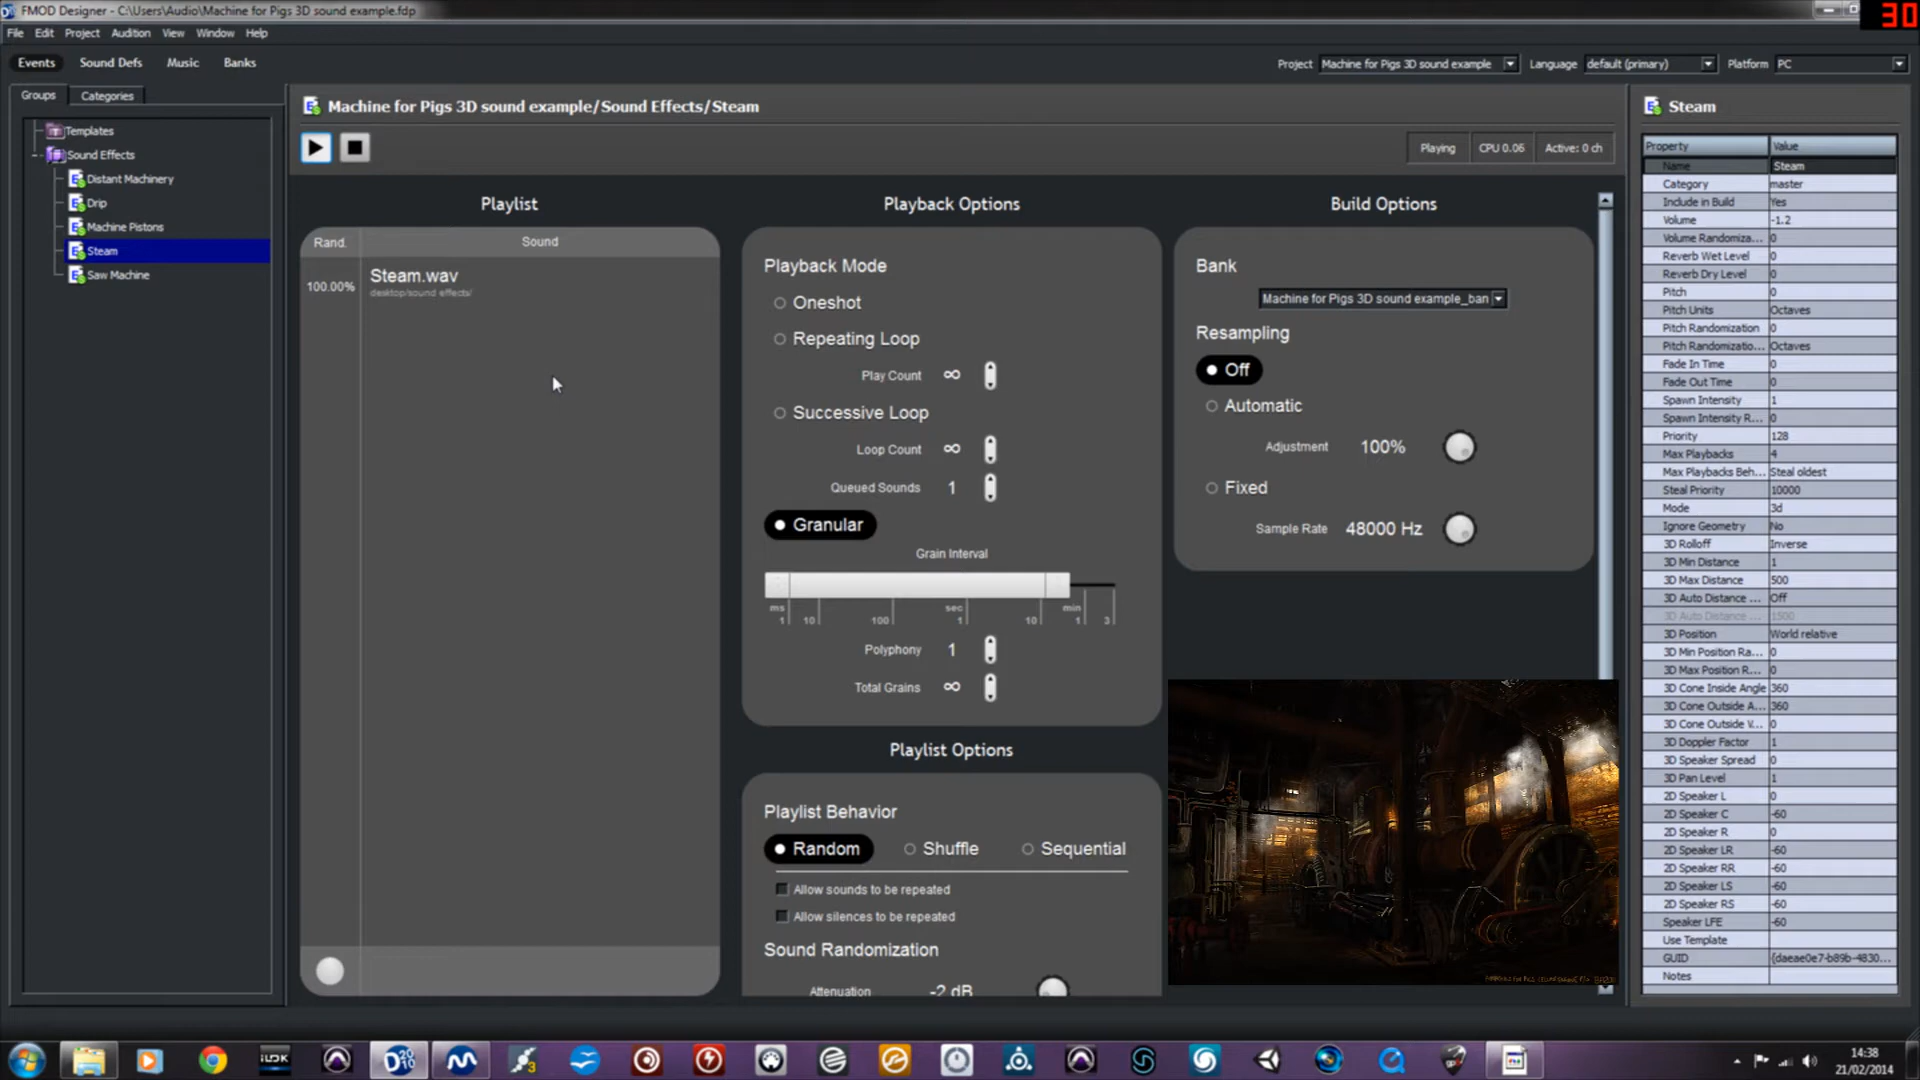 FMOD Designer - C:\Users\Audio\Machine for Pigs 3D sound example.fdp
30
File Edit Project Audition View Window Help
Events Sound Defs Music Banks
Project Machine for Pigs 3D sound example Language default (primary) Platform PC
Groups Categories
Templates
Sound Effects
Distant Machinery
Drip
Machine Pistons
Steam
Saw Machine
Machine for Pigs 3D sound example/Sound Effects/Steam
Playing CPU 0.06 Active: 0 ch
Playlist
Rand. Sound
100.00% Steam.wav
desktop/sound effects/
Playback Options
Playback Mode
Oneshot
Repeating Loop
Play Count ∞
Successive Loop
Loop Count ∞
Queued Sounds 1
Granular
Grain Interval
ms sec min
1 10 100 1 10 1 3
Polyphony 1
Total Grains ∞
Playlist Options
Playlist Behavior
Random Shuffle Sequential
Allow sounds to be repeated
Allow silences to be repeated
Sound Randomization
Attenuation -2 dB
Build Options
Bank
Machine for Pigs 3D sound example_ban
Resampling
Off
Automatic
Adjustment 100%
Fixed
Sample Rate 48000 Hz
Steam
Property Value
Name Steam
Category master
Include in Build Yes
Volume -1.2
Volume Randomiza... 0
Reverb Wet Level 0
Reverb Dry Level 0
Pitch 0
Pitch Units Octaves
Pitch Randomization 0
Pitch Randomizatio... Octaves
Fade In Time 0
Fade Out Time 0
Spawn Intensity 1
Spawn Intensity R... 0
Priority 128
Max Playbacks 4
Max Playbacks Beh... Steal oldest
Steal Priority 10000
Mode 3d
Ignore Geometry No
3D Rolloff Inverse
3D Min Distance 1
3D Max Distance 500
3D Auto Distance ... Off
3D Auto Distance ... 1500
3D Position World relative
3D Min Position Ra... 0
3D Max Position R... 0
3D Cone Inside Angle 360
3D Cone Outside A... 360
3D Cone Outside V... 0
3D Doppler Factor 1
3D Speaker Spread 0
3D Pan Level 1
2D Speaker L 0
2D Speaker C -60
2D Speaker R 0
2D Speaker LR -60
2D Speaker RR -60
2D Speaker LS -60
2D Speaker RS -60
Speaker LFE -60
Use Template
GUID {daeae0e7-b89b-4830...
Notes
iLOK
D 2010
3
14:38
21/02/2014